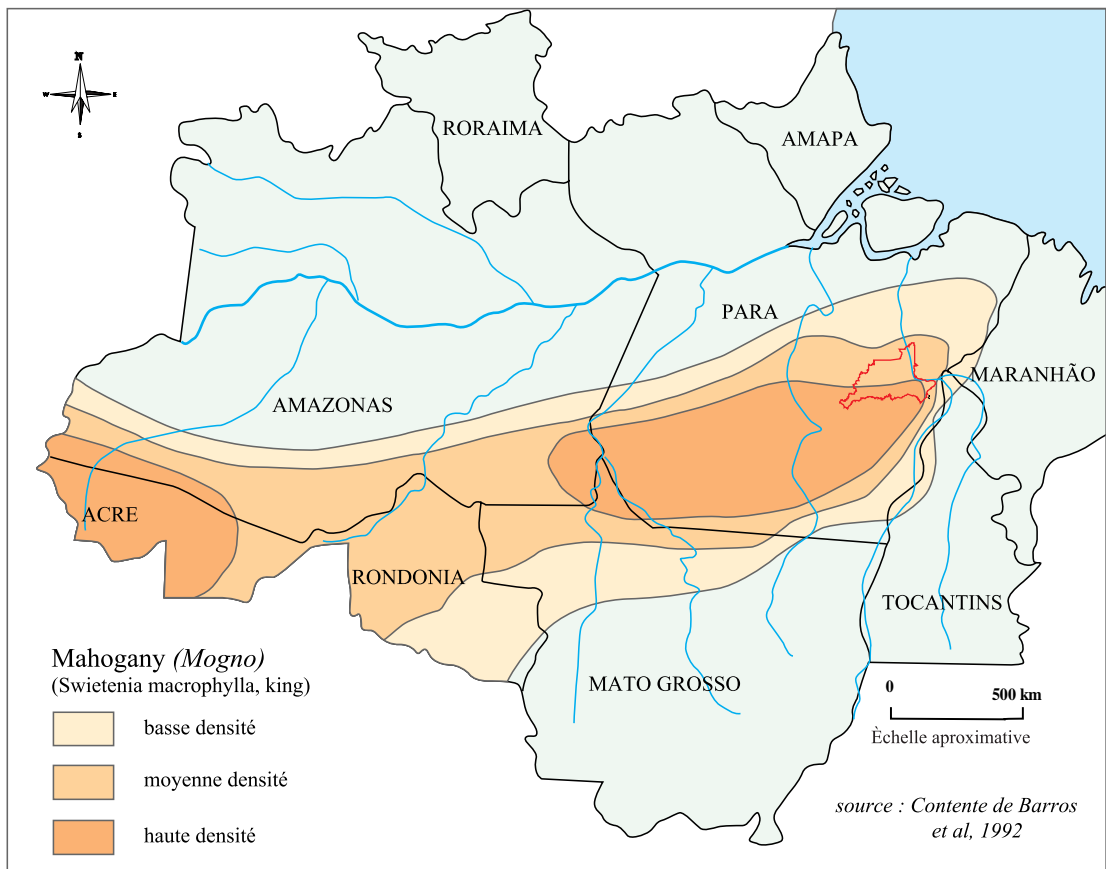 N
W
E
S
RORAIMA
AMAPA
PARA
MARANHÃO
AMAZONAS
ACRE
RONDONIA
TOCANTINS
MATO GROSSO
Mahogany (Mogno)
(Swietenia macrophylla, king)
basse densité
moyenne densité
haute densité
0
500 km
Èchelle aproximative
source : Contente de Barros
et al, 1992